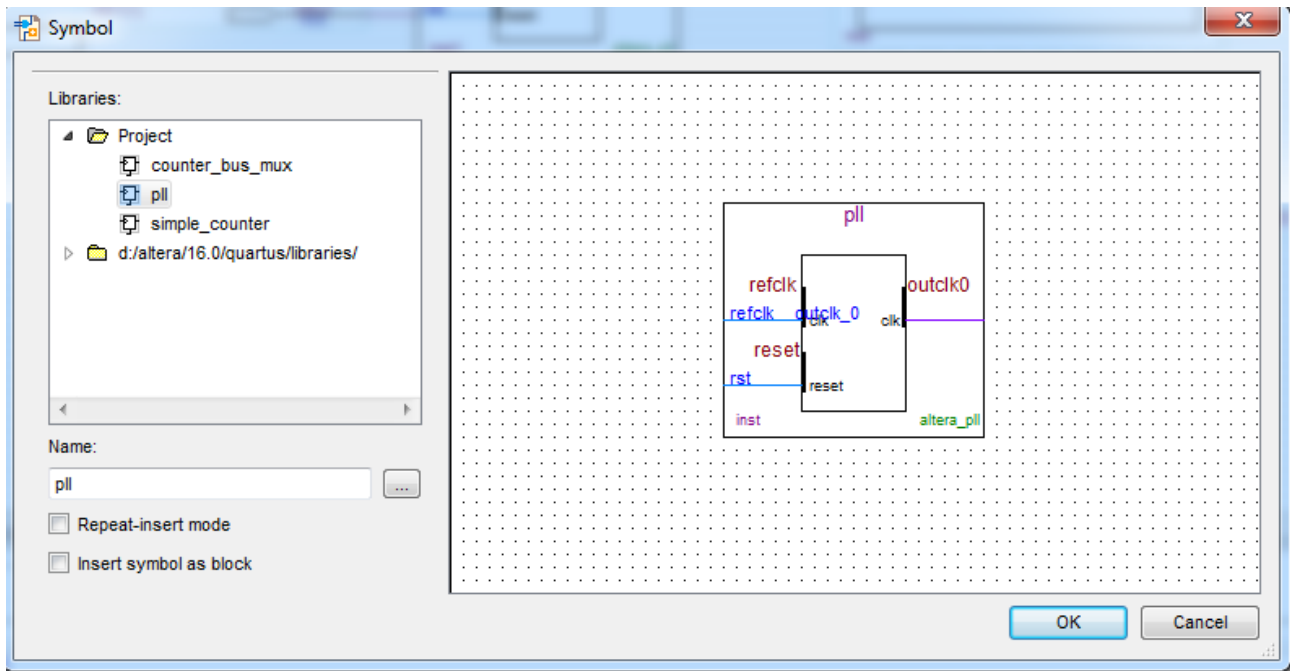 Symbol
Libraries:
Project
counter_bus_mux
pll
simple_counter
d:/altera/16.0/quartus/libraries/
Name:
pll
...
Repeat-insert mode
Insert symbol as block
pll
refclk
outclk0
refclk
outclk_0
clk
clk
reset
rst
reset
inst
altera_pll
OK
Cancel